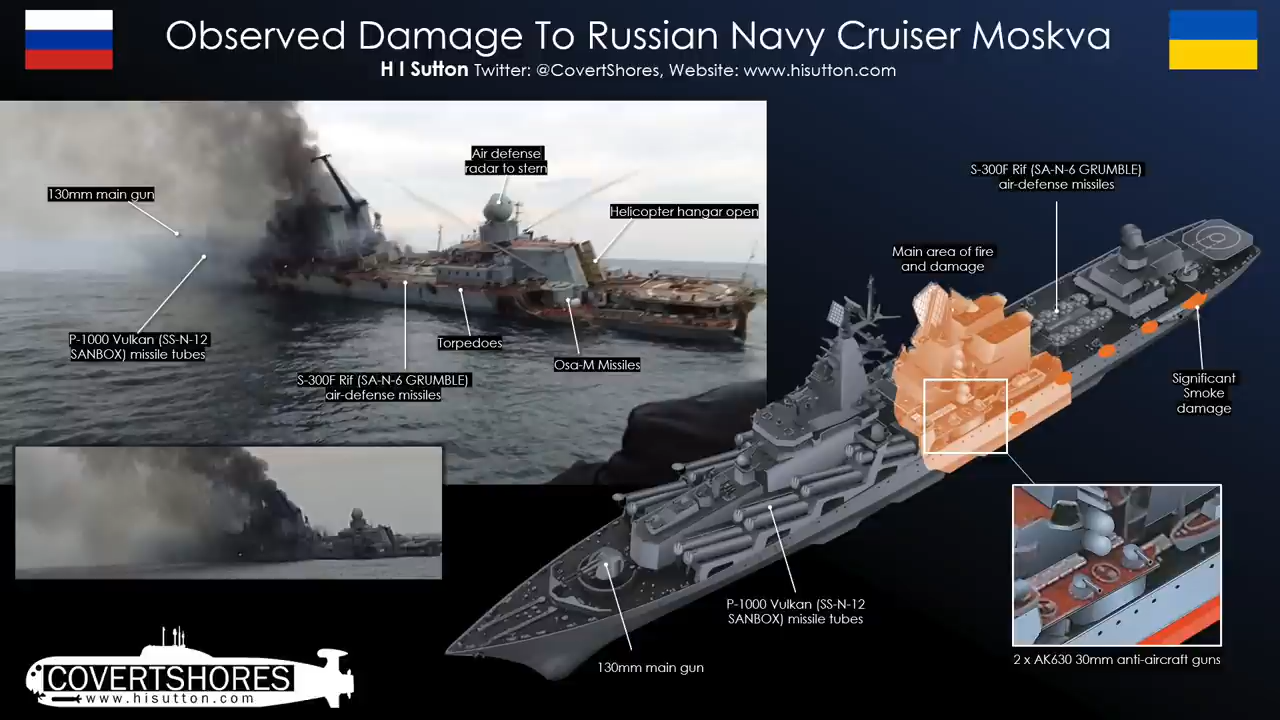 Observed Damage To Russian Navy Cruiser Moskva
H I Sutton Twitter: @CovertShores, Website: www.hisutton.com
130mm main gun
Air defense
radar to stern
Helicopter hangar open
P-1000 Vulkan (SS-N-12
SANBOX) missile tubes
Torpedoes
Osa-M Missiles
S-300F Rif (SA-N-6 GRUMBLE)
air-defense missiles
S-300F Rif (SA-N-6 GRUMBLE)
air-defense missiles
Main area of fire
and damage
Significant
Smoke
damage
P-1000 Vulkan (SS-N-12
SANBOX) missile tubes
130mm main gun
2 x AK630 30mm anti-aircraft guns
COVERTSHORES
www.hisutton.com